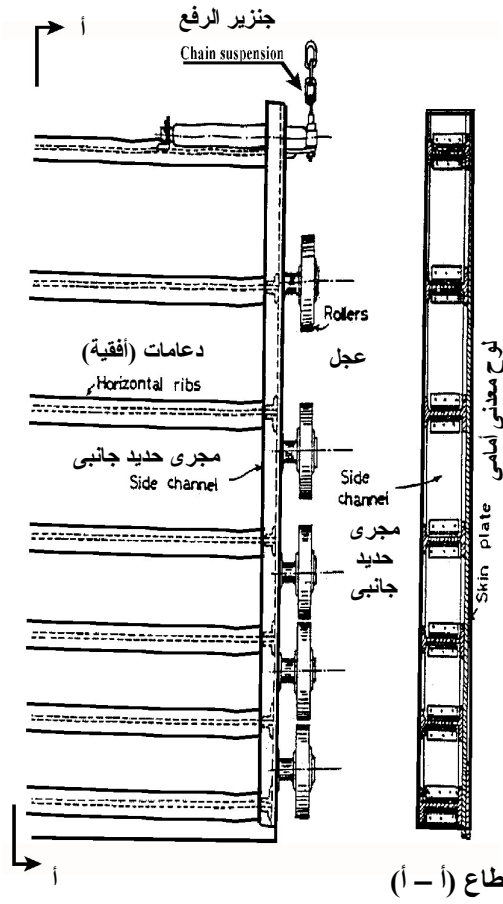 أ
جنزير الرفع
Chain suspension
Rollers
عجل
دعامات (أفقية)
Horizontal ribs
مجرى حديد جانبى
Side channel
Side
channel
مجرى
حديد
جانبى
لوح معدنى أمامى
Skin plate
أ
طاع (أ – أ)